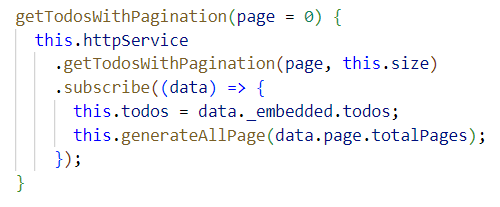 getTodosWithPagination(page = 0) {
this.httpService
.getTodosWithPagination(page, this.size)
.subscribe((data) => {
this.todos = data._embedded.todos;
this.generateAllPage(data.page.totalPages);
});
}